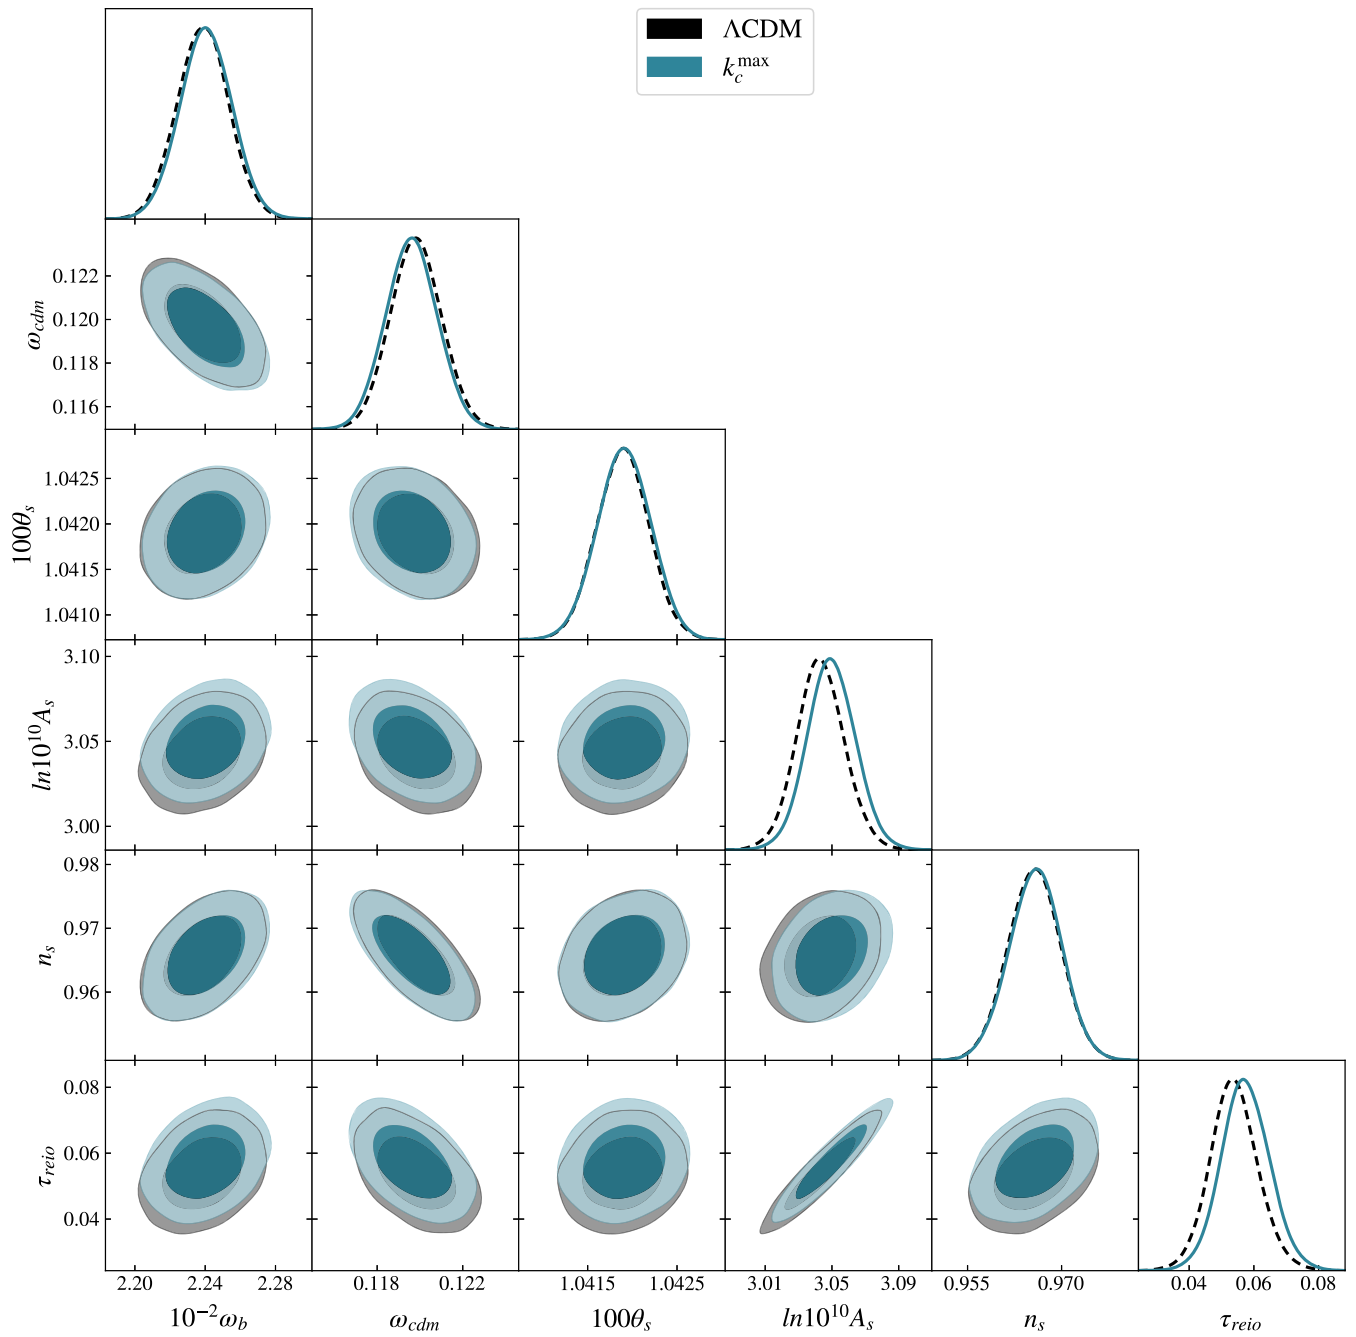 ΛCDM
k_c^max
0.122
0.120
0.118
0.116
ω_cdm
1.0425
1.0420
1.0415
1.0410
100θ_s
3.10
3.05
3.00
ln10^10 A_s
0.98
0.97
0.96
n_s
0.08
0.06
0.04
τ_reio
2.20 2.24 2.28 0.118 0.122 1.0415 1.0425 3.01 3.05 3.09 0.955 0.970 0.04 0.06 0.08
10^−2 ω_b ω_cdm 100θ_s ln10^10 A_s n_s τ_reio